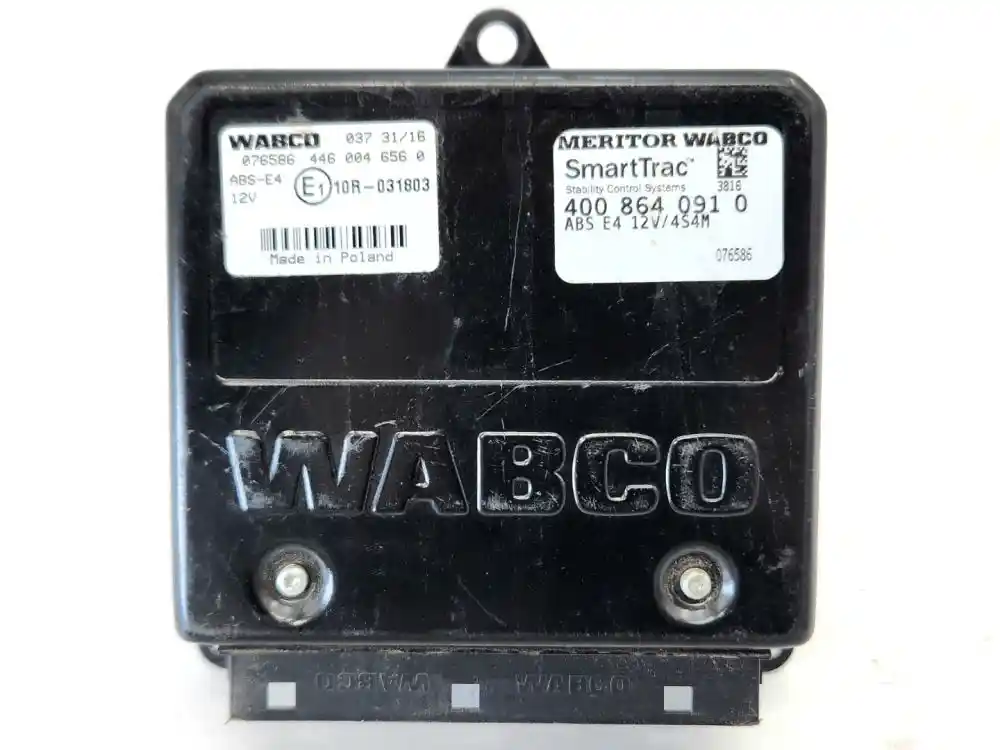 WABCO 037 31/16
076586 446 004 656 0
ABS-E4
12V
E1 10R-031803
Made in Poland
MERITOR WABCO
SmartTrac™
Stability Control Systems 3816
400 864 091 0
ABS E4 12V/4S4M
076586
WABCO
WABCO WABCO